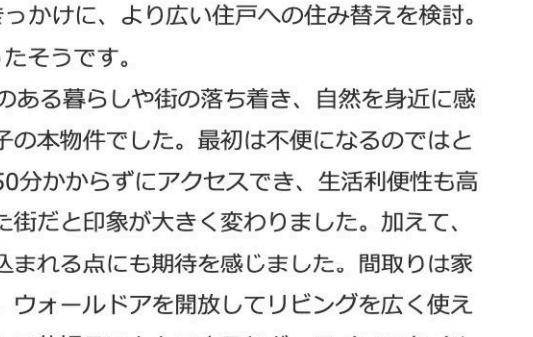 きっかけに、より広い住戸への住み替えを検討。
ったそうです。
のある暮らしや街の落ち着き、自然を身近に感
子の本物件でした。最初は不便になるのではと
50分かからずにアクセスでき、生活利便性も高
た街だと印象が大きく変わりました。加えて、
込まれる点にも期待を感じました。間取りは家
ウォールドアを開放してリビングを広く使え